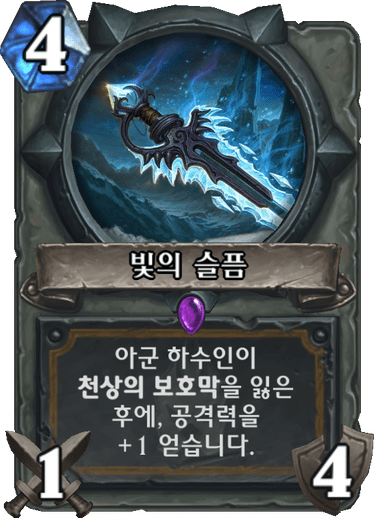 4
빛의 슬픔
아군 하수인이
천상의 보호막을 잃은
후에, 공격력을
+1 얻습니다.
1
4